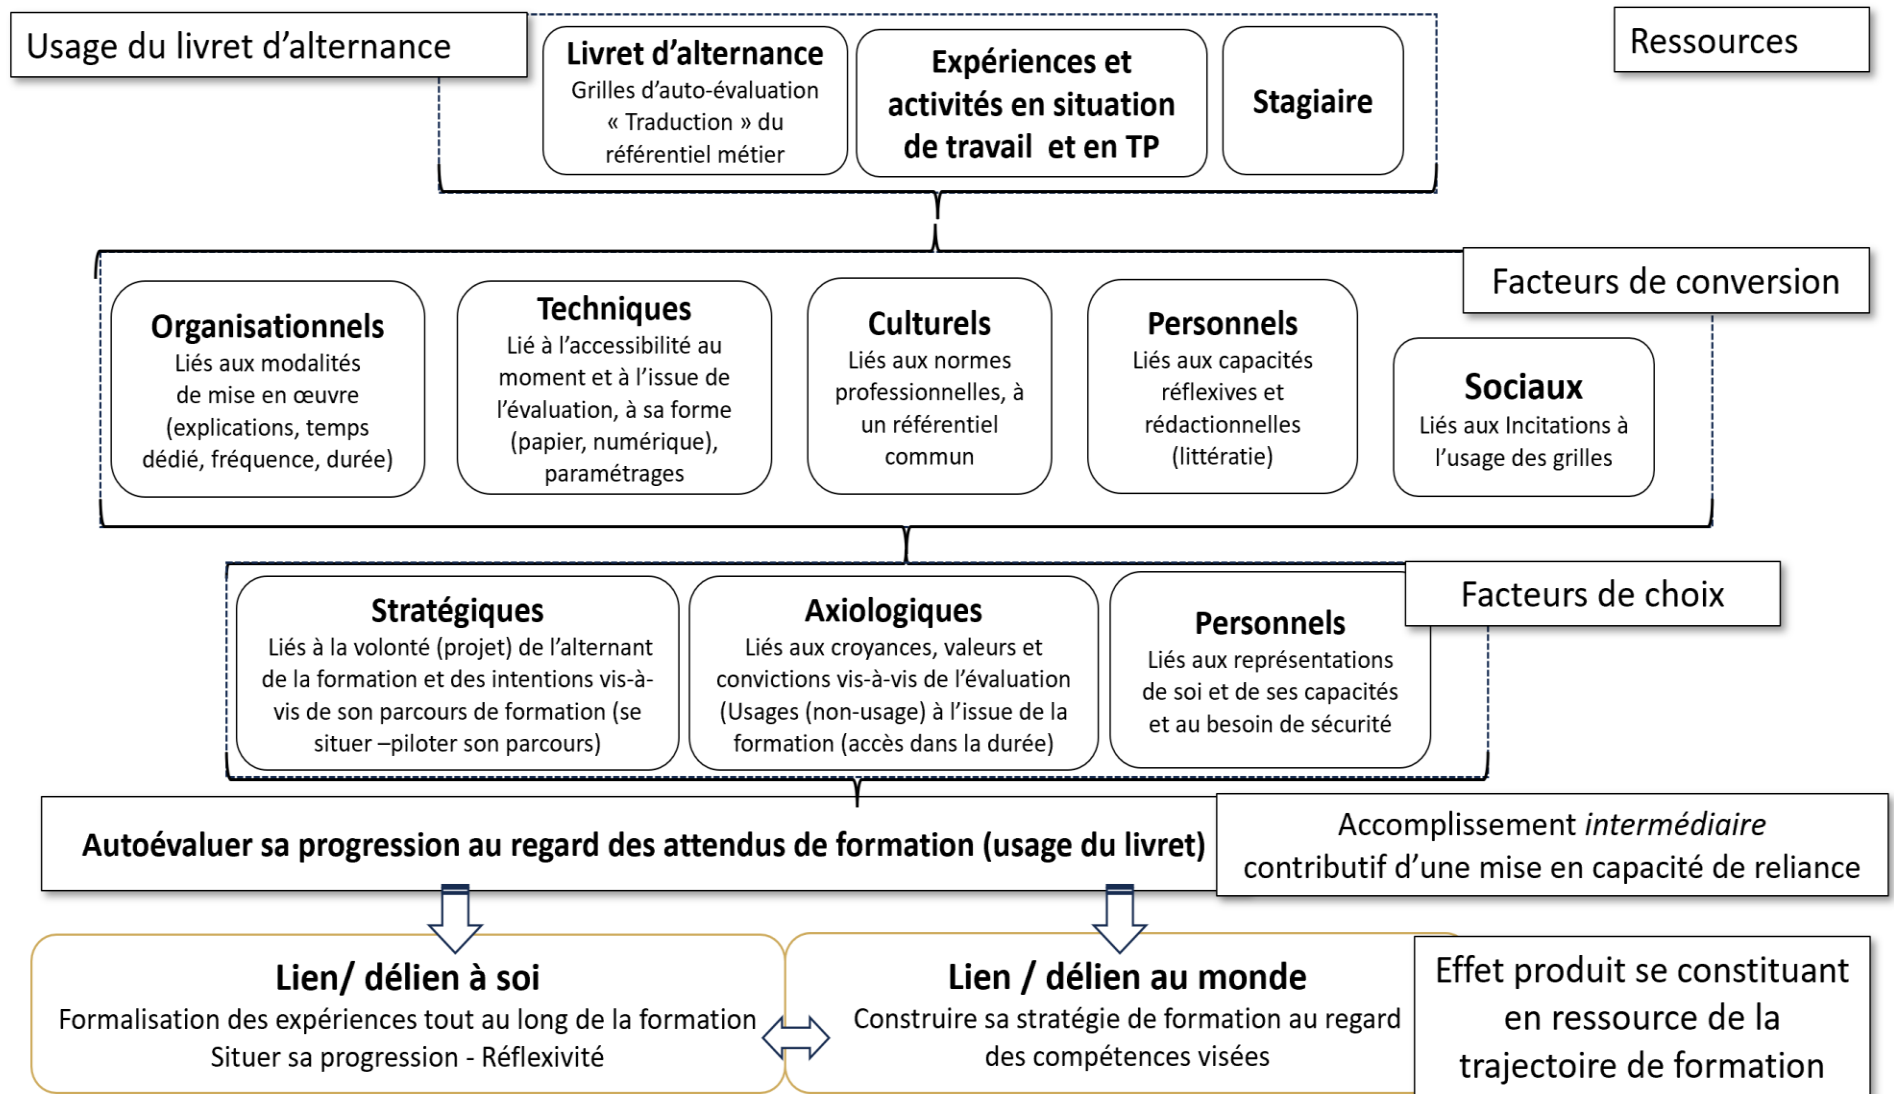 Usage du livret d’alternance
Livret d’alternance
Grilles d’auto-évaluation
« Traduction » du
référentiel métier
Expériences et
activités en situation
de travail et en TP
Stagiaire
Ressources
Facteurs de conversion
Organisationnels
Liés aux modalités
de mise en œuvre
(explications, temps
dédié, fréquence, durée)
Techniques
Lié à l’accessibilité au
moment et à l’issue de
l’évaluation, à sa forme
(papier, numérique),
paramétrages
Culturels
Liés aux normes
professionnelles, à
un référentiel
commun
Personnels
Liés aux capacités
réflexives et
rédactionnelles
(littératie)
Sociaux
Liés aux Incitations à
l’usage des grilles
Facteurs de choix
Stratégiques
Liés à la volonté (projet) de l’alternant
de la formation et des intentions vis-à-
vis de son parcours de formation (se
situer –piloter son parcours)
Axiologiques
Liés aux croyances, valeurs et
convictions vis-à-vis de l’évaluation
(Usages (non-usage) à l’issue de la
formation (accès dans la durée)
Personnels
Liés aux représentations
de soi et de ses capacités
et au besoin de sécurité
Autoévaluer sa progression au regard des attendus de formation (usage du livret)
Accomplissement intermédiaire
contributif d’une mise en capacité de reliance
Lien/ délien à soi
Formalisation des expériences tout au long de la formation
Situer sa progression - Réflexivité
Lien / délien au monde
Construire sa stratégie de formation au regard
des compétences visées
Effet produit se constituant
en ressource de la
trajectoire de formation